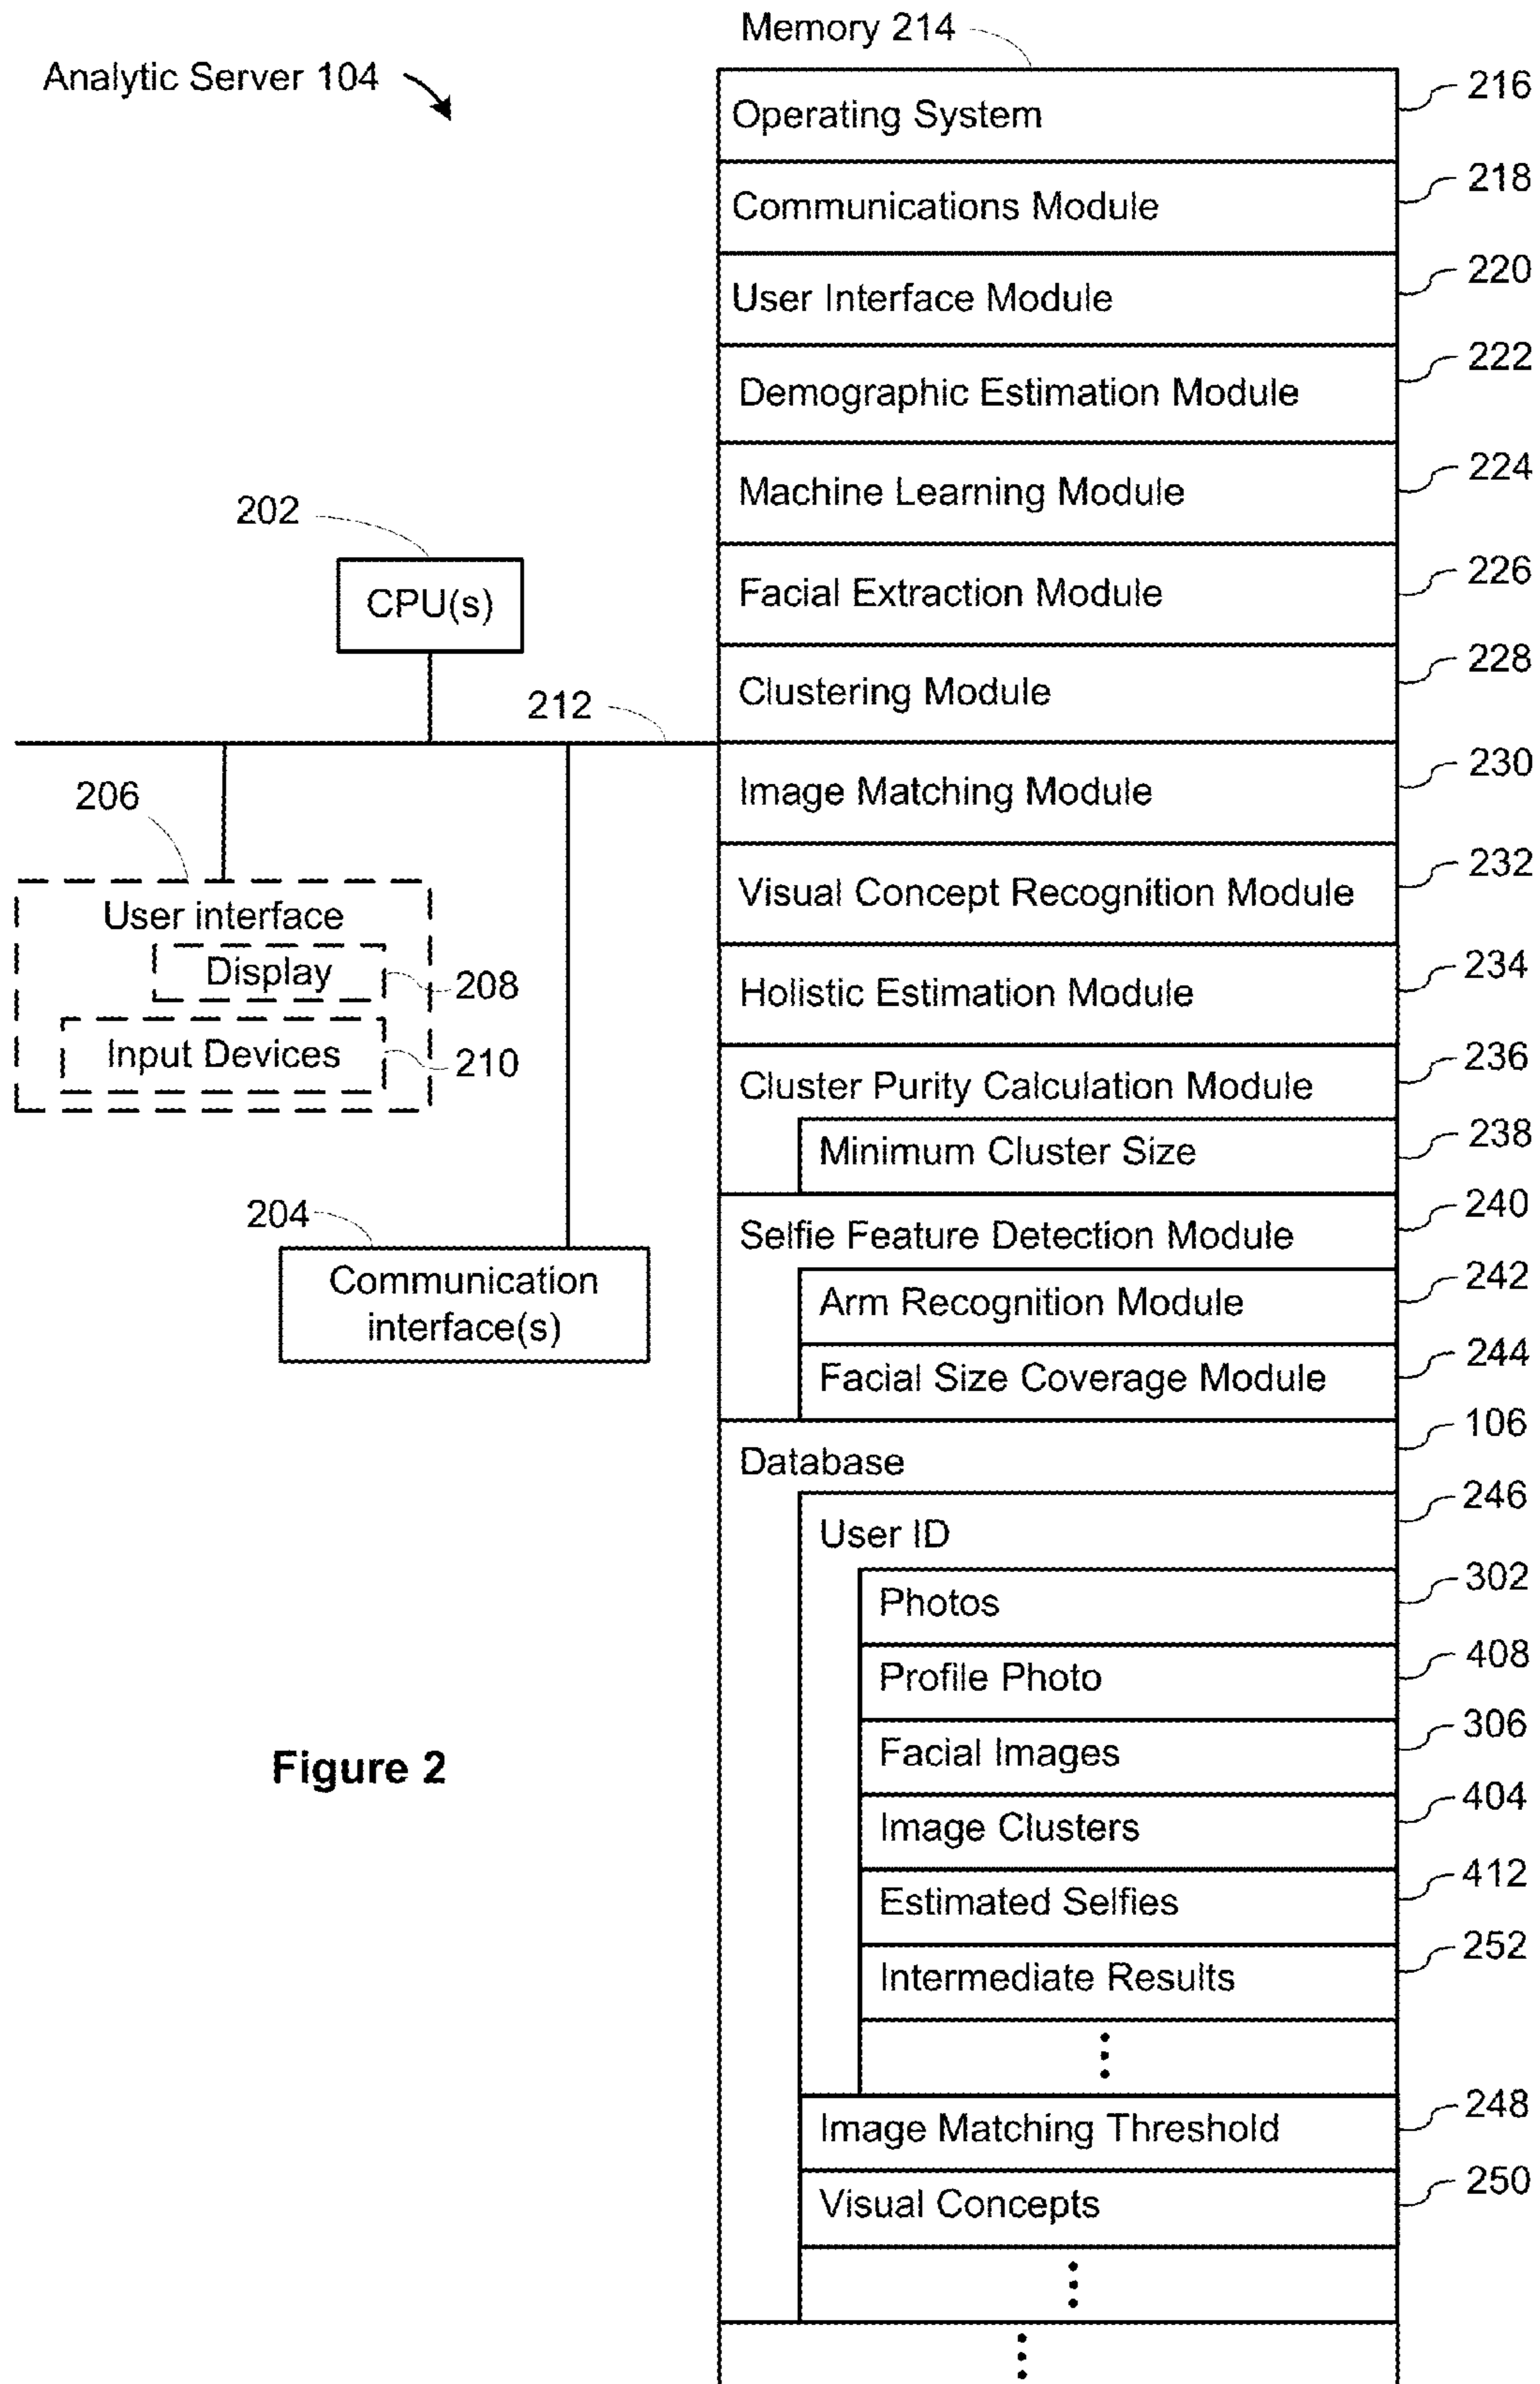 Memory 214
Analytic Server 104
Operating System 216
Communications Module 218
User Interface Module 220
Demographic Estimation Module 222
Machine Learning Module 224
Facial Extraction Module 226
Clustering Module 228
Image Matching Module 230
Visual Concept Recognition Module 232
Holistic Estimation Module 234
Cluster Purity Calculation Module 236
Minimum Cluster Size 238
Selfie Feature Detection Module 240
Arm Recognition Module 242
Facial Size Coverage Module 244
Database 106
User ID 246
Photos 302
Profile Photo 408
Facial Images 306
Image Clusters 404
Estimated Selfies 412
Intermediate Results 252
Image Matching Threshold 248
Visual Concepts 250
202
CPU(s)
212
206
User interface
Display 208
Input Devices 210
204
Communication
interface(s)
Figure 2